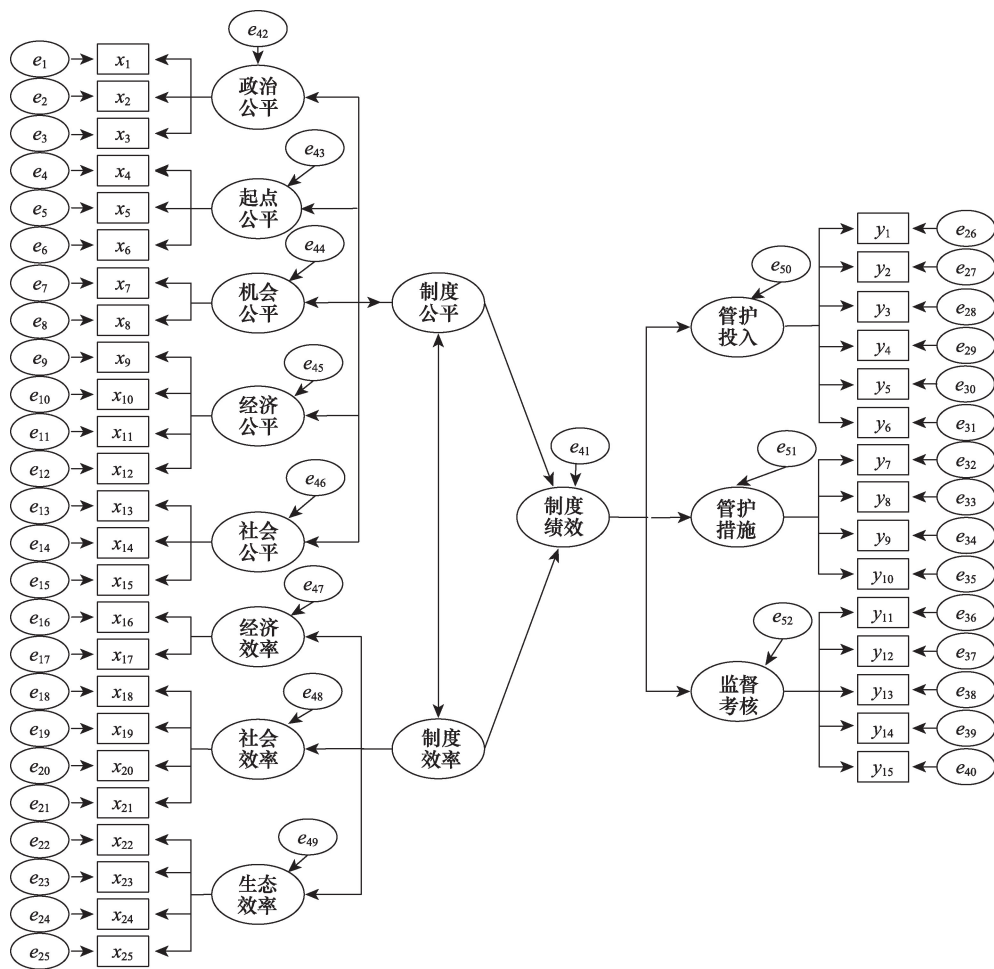 e₄₂
e₁ x₁
政治
公平
e₂ x₂
e₃ x₃
e₄₃
e₄ x₄
起点
公平
e₅ x₅
e₆ x₆
e₄₄
e₇ x₇
机会
公平
e₈ x₈
制度
公平
e₉ x₉
e₄₅
e₁₀ x₁₀
经济
公平
e₁₁ x₁₁
e₁₂ x₁₂
e₄₆
e₁₃ x₁₃
社会
公平
e₁₄ x₁₄
e₁₅ x₁₅
e₄₇
e₁₆ x₁₆
经济
效率
e₁₇ x₁₇
e₁₈ x₁₈
e₄₈
e₁₉ x₁₉
社会
效率
e₂₀ x₂₀
制度
效率
e₂₁ x₂₁
e₂₂ x₂₂
e₄₉
e₂₃ x₂₃
生态
效率
e₂₄ x₂₄
e₂₅ x₂₅
e₄₁
制度
绩效
e₅₀
管护
投入
y₁ e₂₆
y₂ e₂₇
y₃ e₂₈
y₄ e₂₉
y₅ e₃₀
y₆ e₃₁
e₅₁
管护
措施
y₇ e₃₂
y₈ e₃₃
y₉ e₃₄
y₁₀ e₃₅
e₅₂
监督
考核
y₁₁ e₃₆
y₁₂ e₃₇
y₁₃ e₃₈
y₁₄ e₃₉
y₁₅ e₄₀